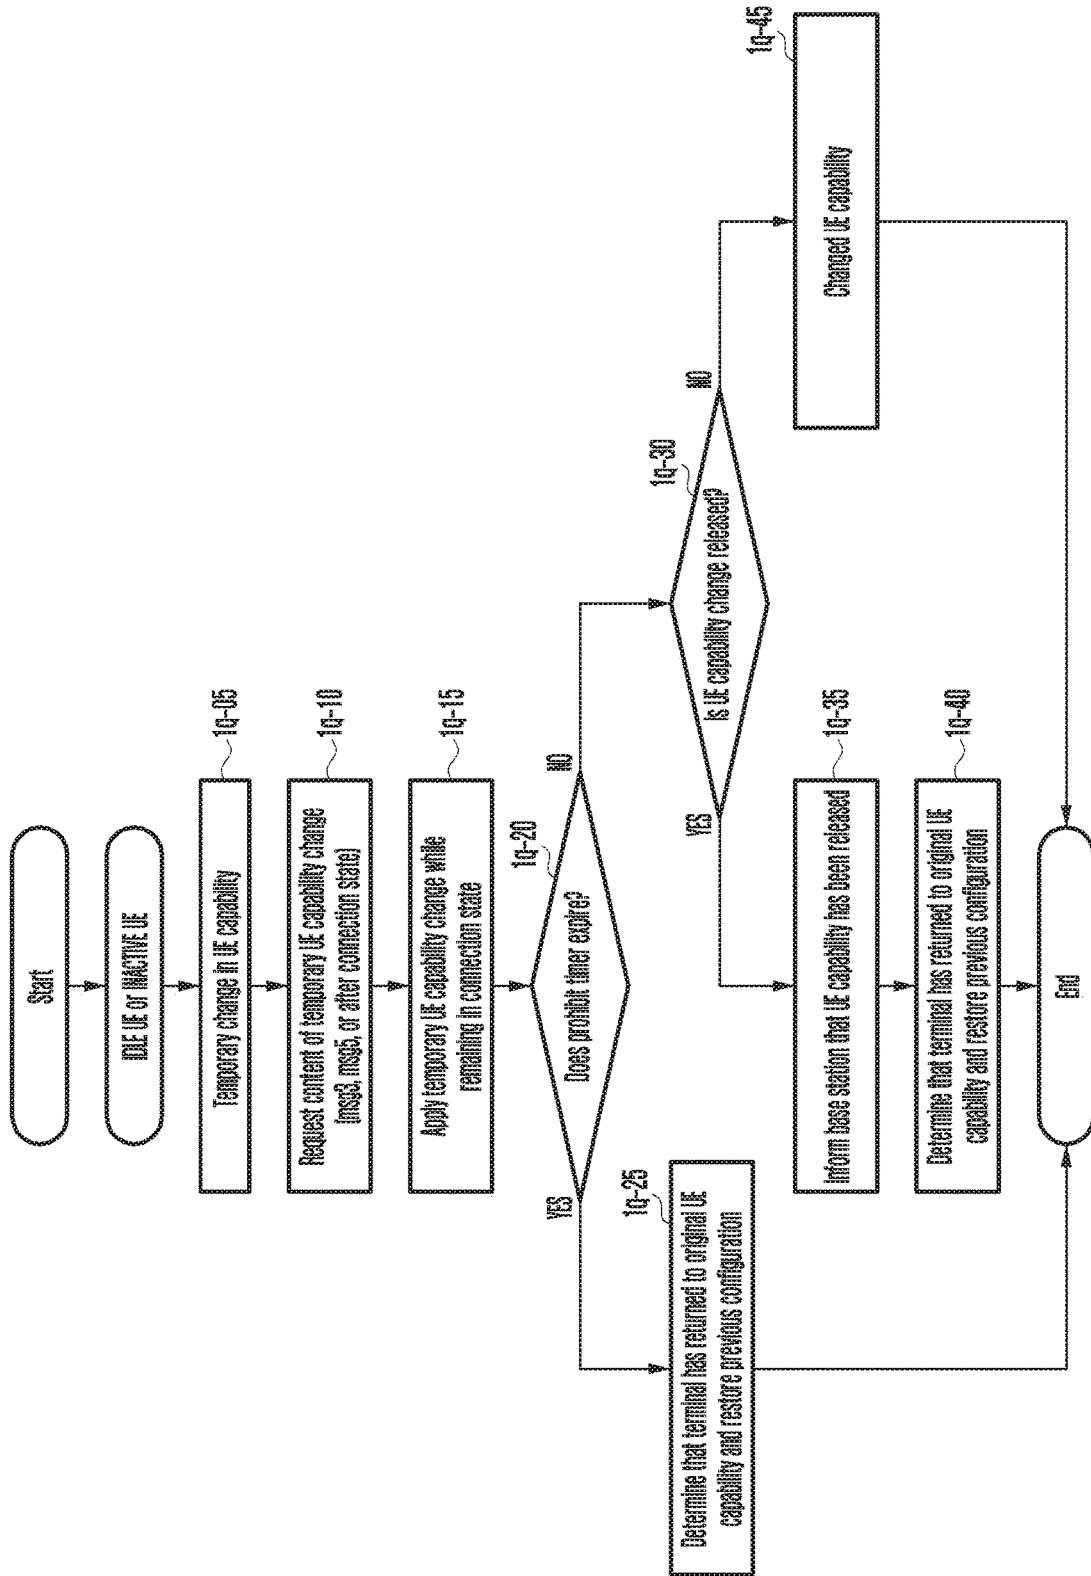 Start
IDLE UE or INACTIVE UE
Temporary change in UE capability
1q-05
Request content of temporary UE capability change
(msg3, msg5, or after connection state)
1q-10
Apply temporary UE capability change while
remaining in connection state
1q-15
Does prohibit timer expire?
1q-20
YES
NO
Determine that terminal has returned to original UE
capability and restore previous configuration
1q-25
Is UE capability change released?
1q-30
YES
NO
Inform base station that UE capability has been released
1q-35
Determine that terminal has returned to original UE
capability and restore previous configuration
1q-40
Changed UE capability
1q-45
End